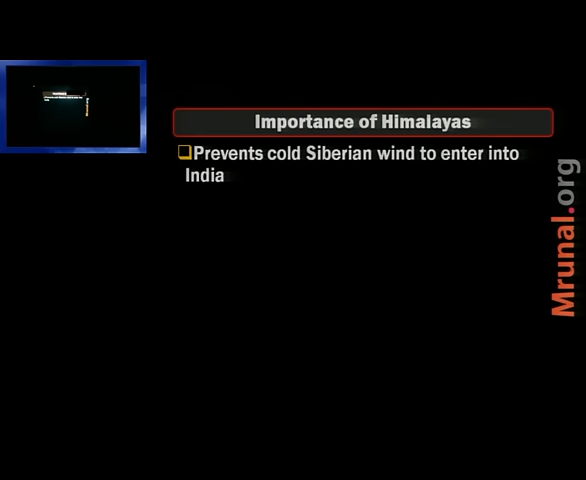 Importance of Himalayas
❑Prevents cold Siberian wind to enter into
India
Mrunal.org